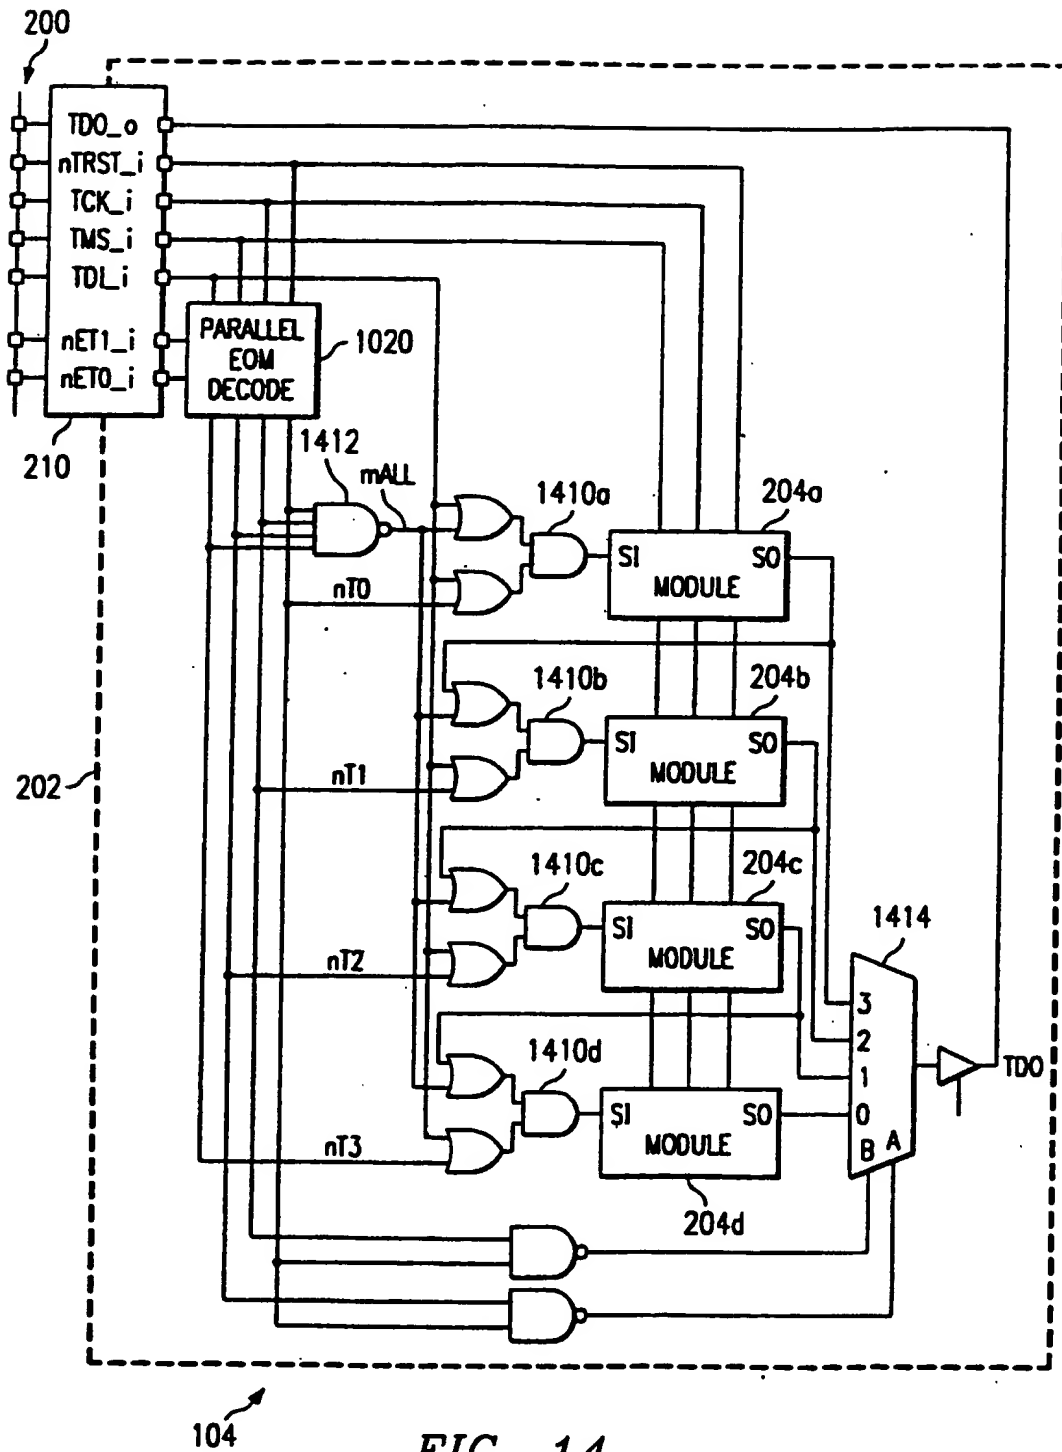 200
TDO_o
nTRST_i
TCK_i
TMS_i
TDI_i
nET1_i
nET0_i
PARALLEL
EOM
DECODE
1020
210
1412
mALL
1410a
204a
SI
SO
MODULE
nT0
1410b
204b
SI
SO
MODULE
nT1
202
1410c
204c
SI
SO
MODULE
nT2
1414
3
2
1
0
B
A
TDO
1410d
SI
SO
MODULE
nT3
204d
104
FIG. 14